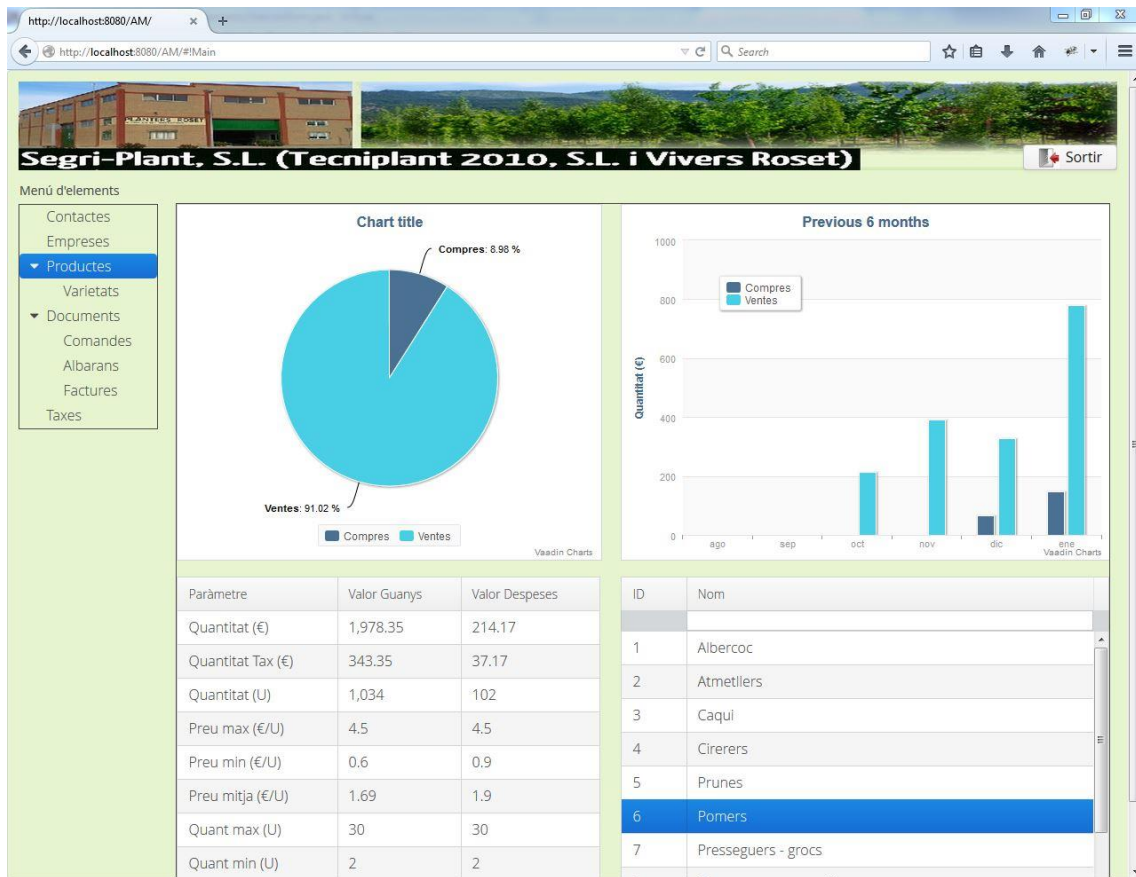 http://localhost:8080/AM/
http://localhost:8080/AM/#!Main
Search
PLANTERS ROSET
Segri-Plant, S.L. (Tecniplant 2010, S.L. i Vivers Roset)
Sortir
Menú d'elements
Contactes
Empreses
Productes
Varietats
Documents
Comandes
Albarans
Factures
Taxes
Chart title
Compres: 8.98 %
Ventes: 91.02 %
Compres Ventes
Vaadin Charts
Previous 6 months
Quantitat (€)
1000
800
600
400
200
0
Compres
Ventes
ago sep oct nov dic ene
Vaadin Charts
Paràmetre Valor Guanys Valor Despeses
Quantitat (€) 1,978.35 214.17
Quantitat Tax (€) 343.35 37.17
Quantitat (U) 1,034 102
Preu max (€/U) 4.5 4.5
Preu min (€/U) 0.6 0.9
Preu mitja (€/U) 1.69 1.9
Quant max (U) 30 30
Quant min (U) 2 2
ID Nom
1 Albercoc
2 Atmetllers
3 Caqui
4 Cirerers
5 Prunes
6 Pomers
7 Presseguers - grocs